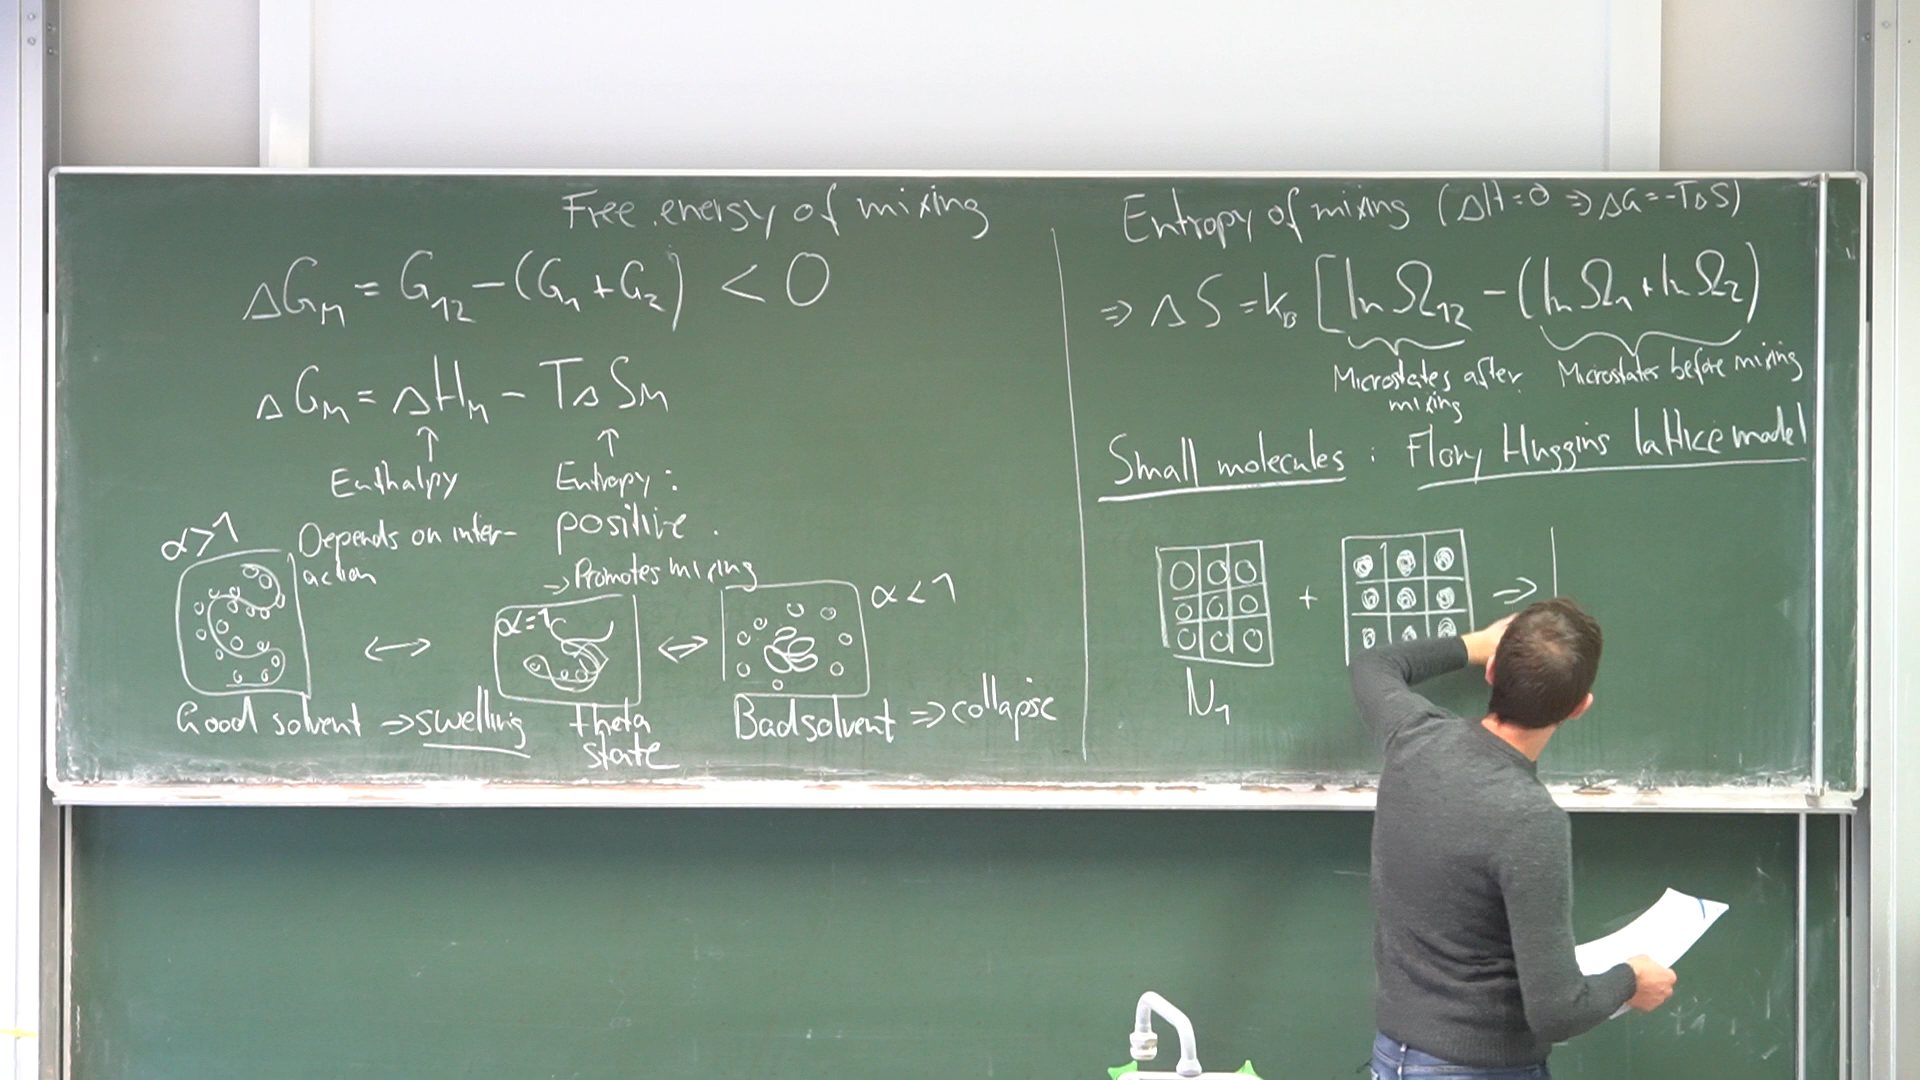 Free energy of mixing
ΔG_M = G_12 - (G_1 + G_2) < 0
ΔG_M = ΔH_M - TΔS_M
↑ ↑
Enthalpy
Entropy :
positive .
α>1
Depends on inter-
action
⇒ Promotes mixing
α=1
α<1
↔ ⇔
Good solvent ⇒ swelling
theta
state
Bad solvent ⇒ collapse
Entropy of mixing (ΔH=0 ⇒ ΔG=-TΔS)
⇒ ΔS = k_B [ln Ω_12 - (ln Ω_1 + ln Ω_2)
Microstates after
mixing
Microstates before mixing
Small molecules : Flory Huggins lattice model
+ ⇒
N_1